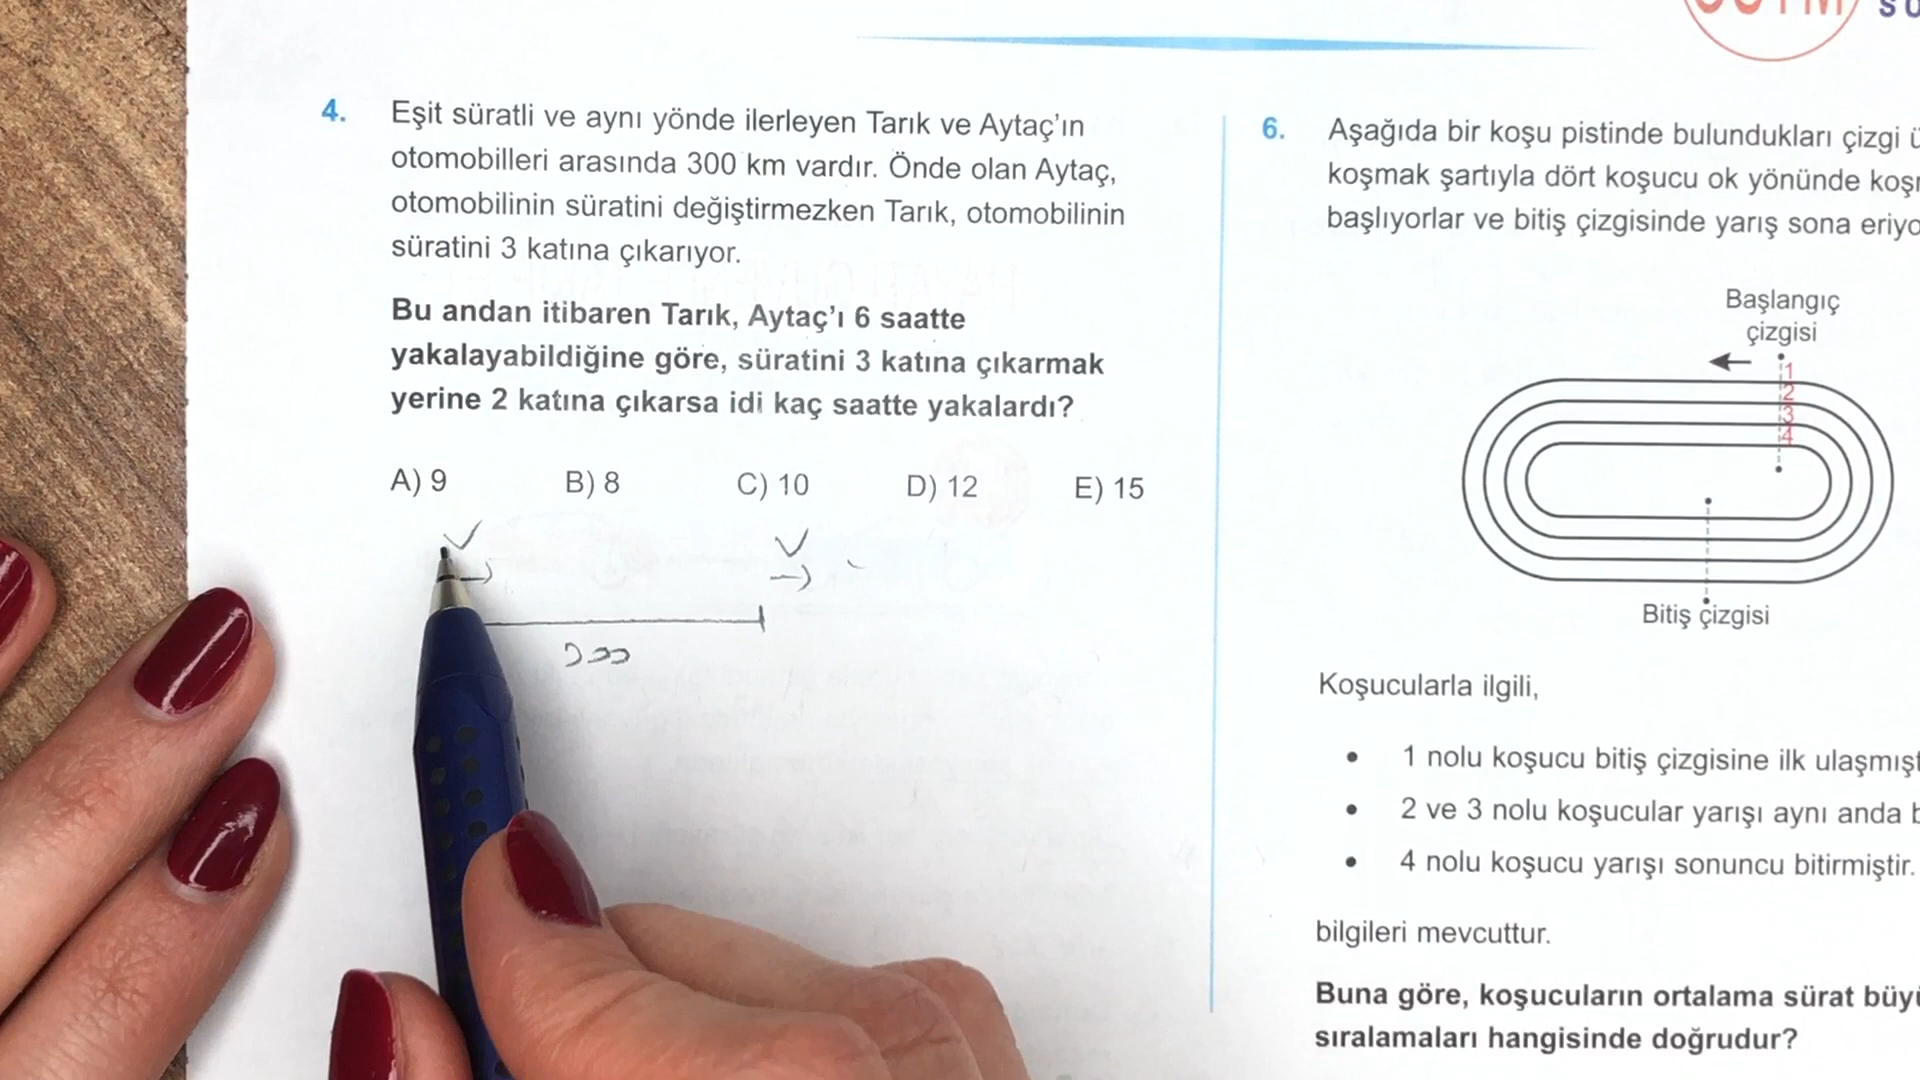 4. Eşit süratli ve aynı yönde ilerleyen Tarık ve Aytaç'ın
otomobilleri arasında 300 km vardır. Önde olan Aytaç,
otomobilinin süratini değiştirmezken Tarık, otomobilinin
süratini 3 katına çıkarıyor.
Bu andan itibaren Tarık, Aytaç'ı 6 saatte
yakalayabildiğine göre, süratini 3 katına çıkarmak
yerine 2 katına çıkarsa idi kaç saatte yakalardı?
A) 9 B) 8 C) 10 D) 12 E) 15
V V
300
6. Aşağıda bir koşu pistinde bulundukları çizgi
koşmak şartıyla dört koşucu ok yönünde
başlıyorlar ve bitiş çizgisinde yarış sona
Başlangıç
çizgisi
1
2
3
4
Bitiş çizgisi
Koşucularla ilgili,
• 1 nolu koşucu bitiş çizgisine ilk
• 2 ve 3 nolu koşucular yarışı aynı anda
• 4 nolu koşucu yarışı sonuncu bitirmiştir.
bilgileri mevcuttur.
Buna göre, koşucuların ortalama sürat
sıralamaları hangisinde doğrudur?